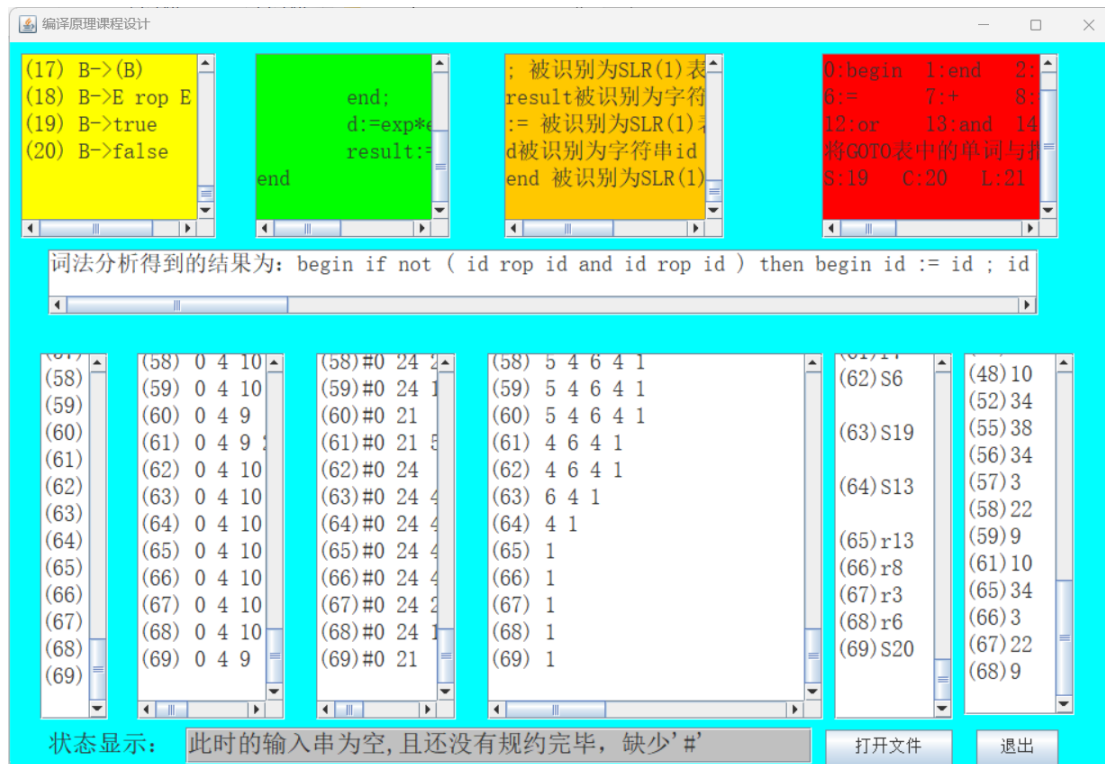 编译原理课程设计
(17) B->(B)
(18) B->E rop E
(19) B->true
(20) B->false
end;
d:=exp*
result:=
end
; 被识别为SLR(1)表
result被识别为字符
:= 被识别为SLR(1)
d被识别为字符串id
end 被识别为SLR(1)
0:begin 1:end 2:
6::= 7:+ 8:
12:or 13:and 14
将GOTO表中的单词与
S:19 C:20 L:21
词法分析得到的结果为: begin if not ( id rop id and id rop id ) then begin id := id ; id
(58)
(59)
(60)
(61)
(62)
(63)
(64)
(65)
(66)
(67)
(68)
(69)
(58) 0 4 10
(59) 0 4 10
(60) 0 4 9
(61) 0 4 9
(62) 0 4 10
(63) 0 4 10
(64) 0 4 10
(65) 0 4 10
(66) 0 4 10
(67) 0 4 10
(68) 0 4 10
(69) 0 4 9
(58)#0 24
(59)#0 24
(60)#0 21
(61)#0 21
(62)#0 24
(63)#0 24
(64)#0 24
(65)#0 24
(66)#0 24
(67)#0 24
(68)#0 24
(69)#0 21
(58) 5 4 6 4 1
(59) 5 4 6 4 1
(60) 5 4 6 4 1
(61) 4 6 4 1
(62) 4 6 4 1
(63) 6 4 1
(64) 4 1
(65) 1
(66) 1
(67) 1
(68) 1
(69) 1
(62)S6
(63)S19
(64)S13
(65)r13
(66)r8
(67)r3
(68)r6
(69)S20
(48)10
(52)34
(55)38
(56)34
(57)3
(58)22
(59)9
(61)10
(65)34
(66)3
(67)22
(68)9
状态显示: 此时的输入串为空,且还没有规约完毕，缺少'#'
打开文件
退出